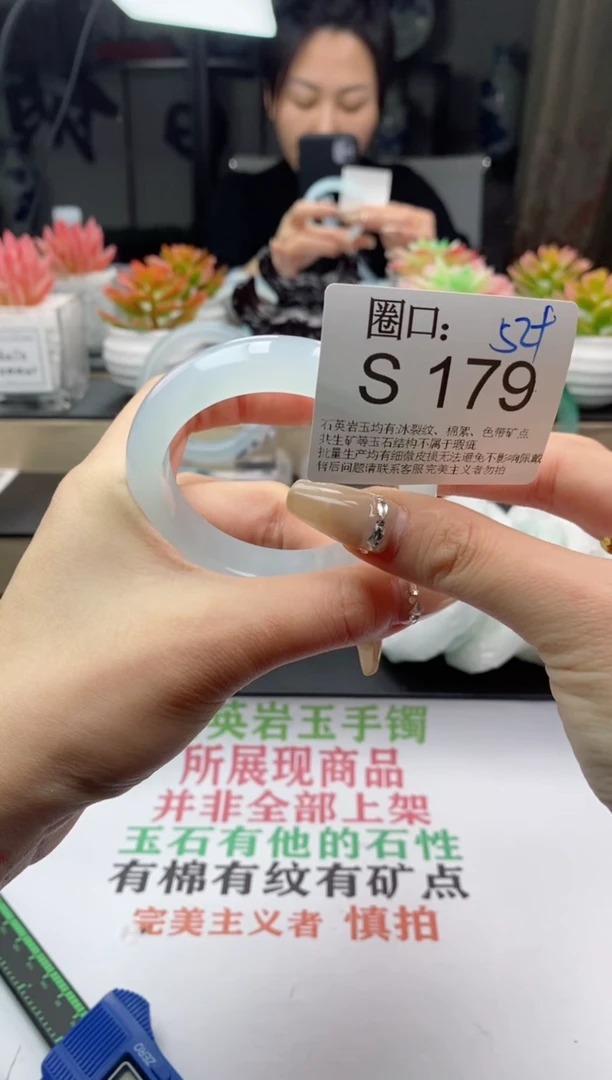 圈口:
52+
S 179
石英岩玉均有冰裂纹、棉絮、色带矿点
共生矿等玉石结构不属于瑕疵
批量生产均有细微皮损无法避免不影响佩戴
何后问题请联系客服 完美主义者勿拍
英岩玉手镯
所展现商品
并非全部上架
玉石有他的石性
有棉有纹有矿点
完美主义者 慎拍